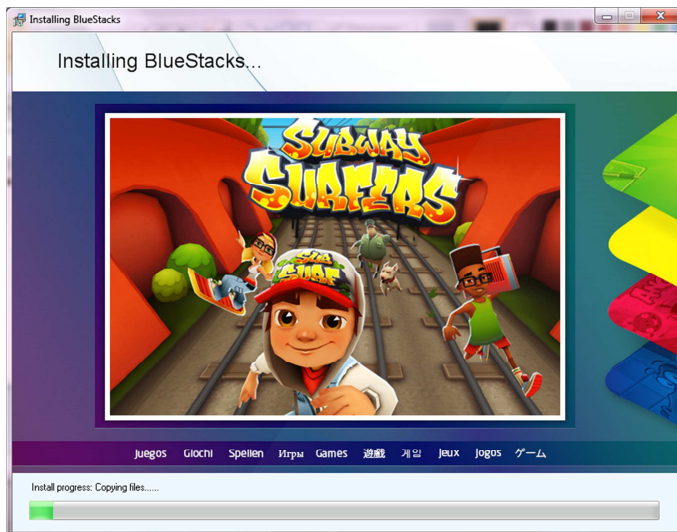 Installing BlueStacks
Installing BlueStacks...
SUBWAY
SURFERS
SUB
SURF
Juegos Giochi Spellen Игры Games 遊戲 게임 Jeux Jogos ゲーム
Install progress: Copying files......